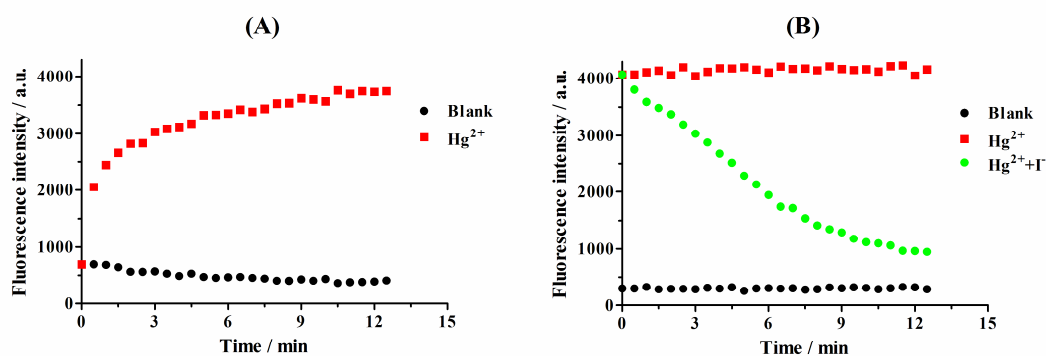 (A)
Fluorescence intensity / a.u.
4000
3000
2000
1000
0
0 3 6 9 12 15
Time / min
Blank
Hg²⁺
(B)
Fluorescence intensity / a.u.
4000
3000
2000
1000
0
0 3 6 9 12 15
Time / min
Blank
Hg²⁺
Hg²⁺+I⁻